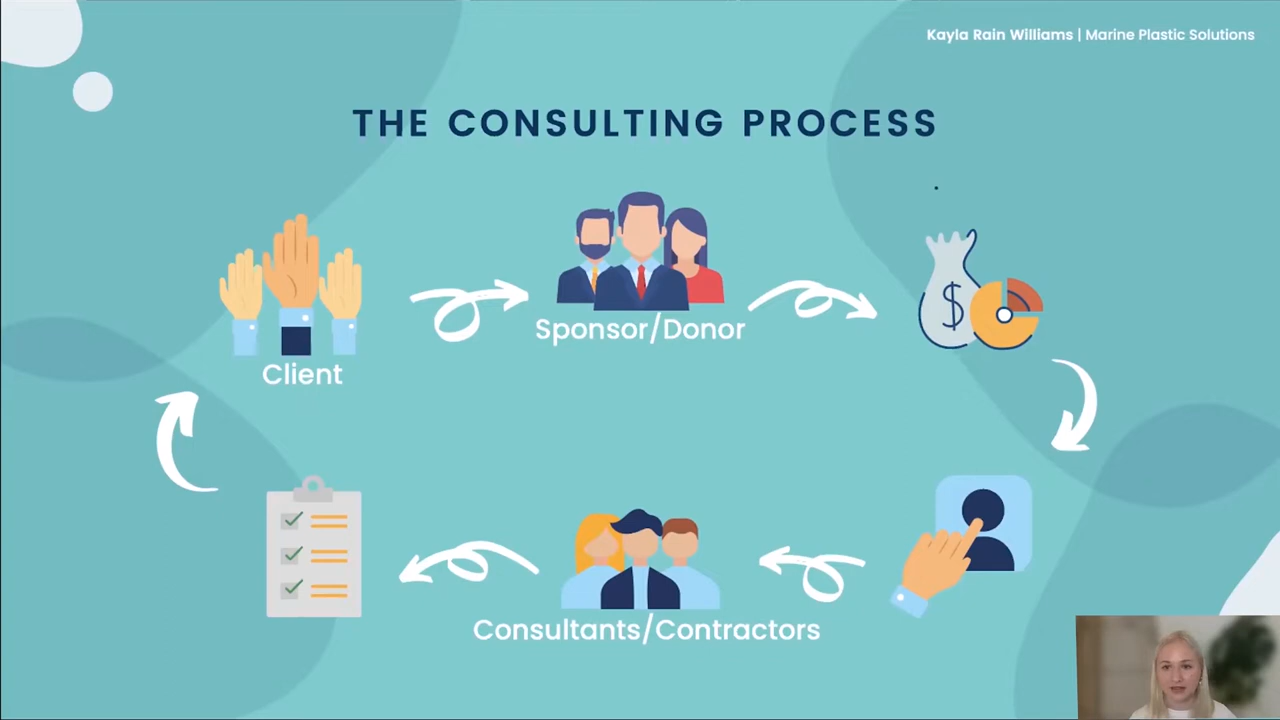 Kayla Rain Williams | Marine Plastic Solutions
THE CONSULTING PROCESS
Sponsor/Donor
Client
$
Consultants/Contractors